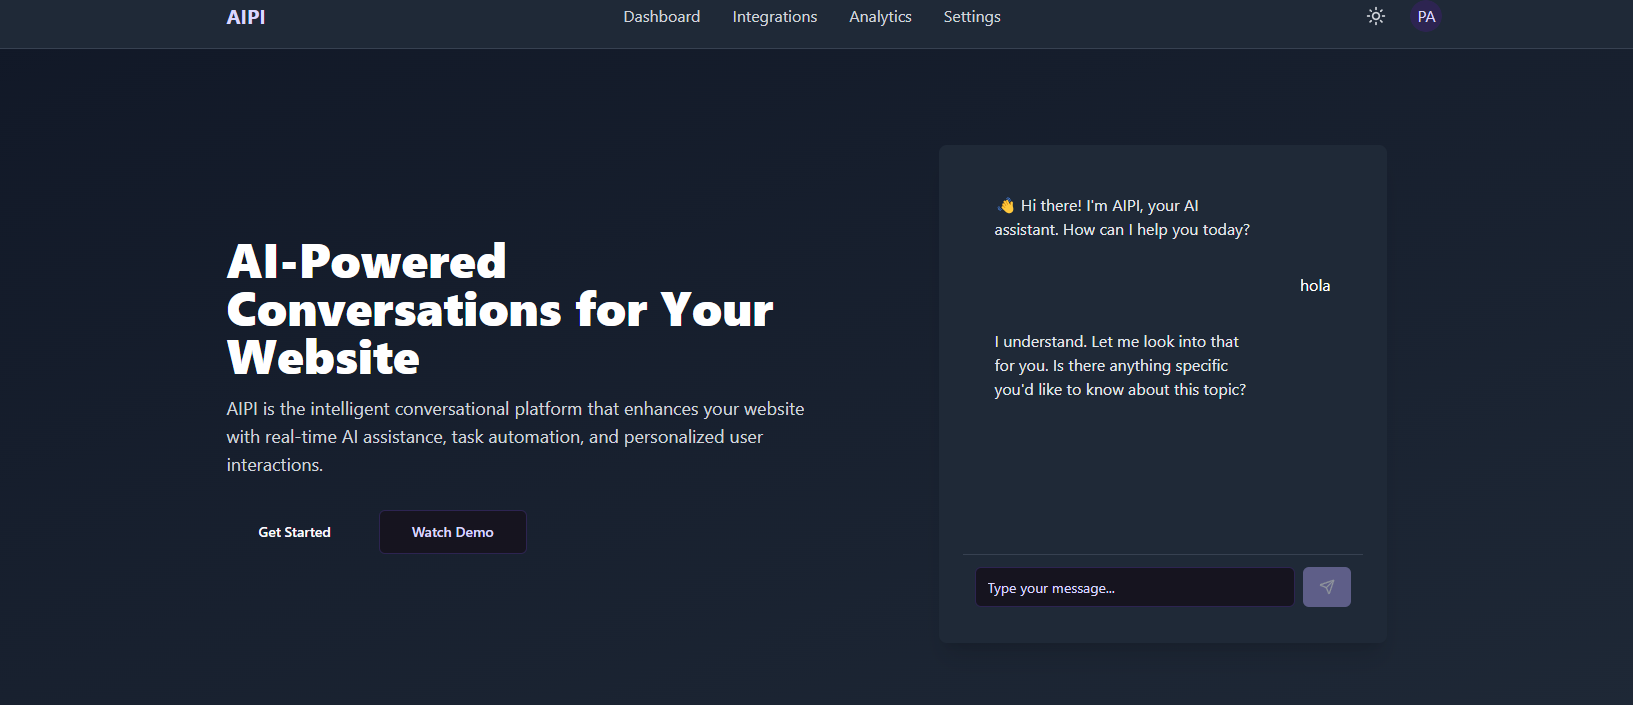 AIPI
Dashboard
Integrations
Analytics
Settings
PA
AI-Powered
Conversations for Your
Website
AIPI is the intelligent conversational platform that enhances your website
with real-time AI assistance, task automation, and personalized user
interactions.
Get Started
Watch Demo
👋 Hi there! I'm AIPI, your AI
assistant. How can I help you today?
hola
I understand. Let me look into that
for you. Is there anything specific
you'd like to know about this topic?
Type your message...